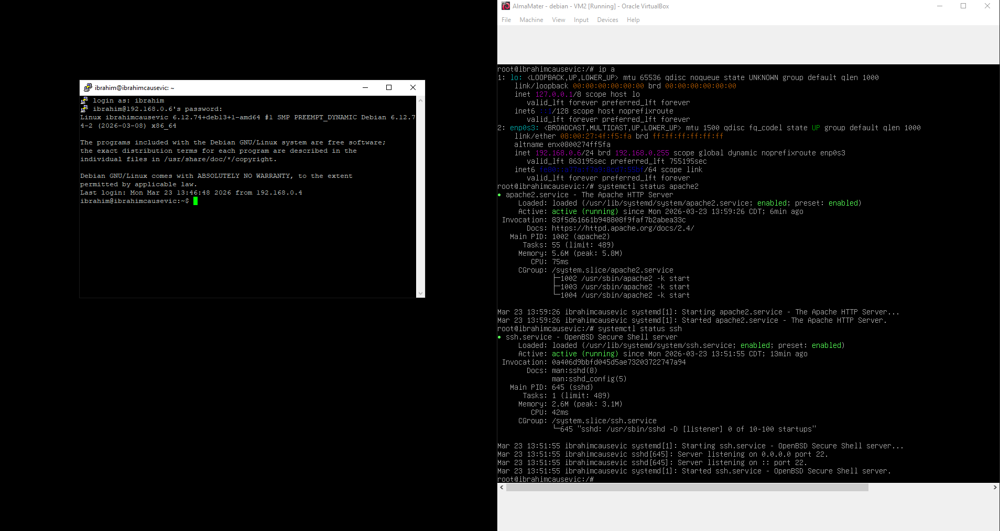 ibrahim@ibrahimcausevic: ~
login as: ibrahim
ibrahim@192.168.0.6's password:
Linux ibrahimcausevic 6.12.74+deb13+1-amd64 #1 SMP PREEMPT_DYNAMIC Debian 6.12.7
4-2 (2026-03-08) x86_64
The programs included with the Debian GNU/Linux system are free software;
the exact distribution terms for each program are described in the
individual files in /usr/share/doc/*/copyright.
Debian GNU/Linux comes with ABSOLUTELY NO WARRANTY, to the extent
permitted by applicable law.
Last login: Mon Mar 23 13:46:48 2026 from 192.168.0.4
ibrahim@ibrahimcausevic:~$
AlmaMater - debian - VM2 [Running] - Oracle VirtualBox
File Machine View Input Devices Help
root@ibrahimcausevic:/# ip a
1: lo: <LOOPBACK,UP,LOWER_UP> mtu 65536 qdisc noqueue state UNKNOWN group default qlen 1000
link/loopback 00:00:00:00:00:00 brd 00:00:00:00:00:00
inet 127.0.0.1/8 scope host lo
valid_lft forever preferred_lft forever
inet6 ::1/128 scope host noprefixroute
valid_lft forever preferred_lft forever
2: enp0s3: <BROADCAST,MULTICAST,UP,LOWER_UP> mtu 1500 qdisc fq_codel state UP group default qlen 1000
link/ether 08:00:27:4f:f5:fa brd ff:ff:ff:ff:ff:ff
altname enx0800274ff5fa
inet 192.168.0.6/24 brd 192.168.0.255 scope global dynamic noprefixroute enp0s3
valid_lft 863195sec preferred_lft 755195sec
inet6 fe80::a77a:f7a9:8cd7:55bf/64 scope link
valid_lft forever preferred_lft forever
root@ibrahimcausevic:/# systemctl status apache2
● apache2.service - The Apache HTTP Server
Loaded: loaded (/usr/lib/systemd/system/apache2.service; enabled; preset: enabled)
Active: active (running) since Mon 2026-03-23 13:59:26 CDT; 6min ago
Invocation: 83f5d61661b948808f9faf7b2abea33c
Docs: https://httpd.apache.org/docs/2.4/
Main PID: 1002 (apache2)
Tasks: 55 (limit: 489)
Memory: 5.6M (peak: 5.8M)
CPU: 75ms
CGroup: /system.slice/apache2.service
├─1002 /usr/sbin/apache2 -k start
├─1003 /usr/sbin/apache2 -k start
└─1004 /usr/sbin/apache2 -k start
Mar 23 13:59:26 ibrahimcausevic systemd[1]: Starting apache2.service - The Apache HTTP Server...
Mar 23 13:59:26 ibrahimcausevic systemd[1]: Started apache2.service - The Apache HTTP Server.
root@ibrahimcausevic:/# systemctl status ssh
● ssh.service - OpenBSD Secure Shell server
Loaded: loaded (/usr/lib/systemd/system/ssh.service; enabled; preset: enabled)
Active: active (running) since Mon 2026-03-23 13:51:55 CDT; 13min ago
Invocation: 0a406d9bbfd045d5ae73203722747a94
Docs: man:sshd(8)
man:sshd_config(5)
Main PID: 645 (sshd)
Tasks: 1 (limit: 489)
Memory: 2.6M (peak: 3.1M)
CPU: 42ms
CGroup: /system.slice/ssh.service
└─645 "sshd: /usr/sbin/sshd -D [listener] 0 of 10-100 startups"
Mar 23 13:51:55 ibrahimcausevic systemd[1]: Starting ssh.service - OpenBSD Secure Shell server...
Mar 23 13:51:55 ibrahimcausevic sshd[645]: Server listening on 0.0.0.0 port 22.
Mar 23 13:51:55 ibrahimcausevic sshd[645]: Server listening on :: port 22.
Mar 23 13:51:55 ibrahimcausevic systemd[1]: Started ssh.service - OpenBSD Secure Shell server.
root@ibrahimcausevic:/#